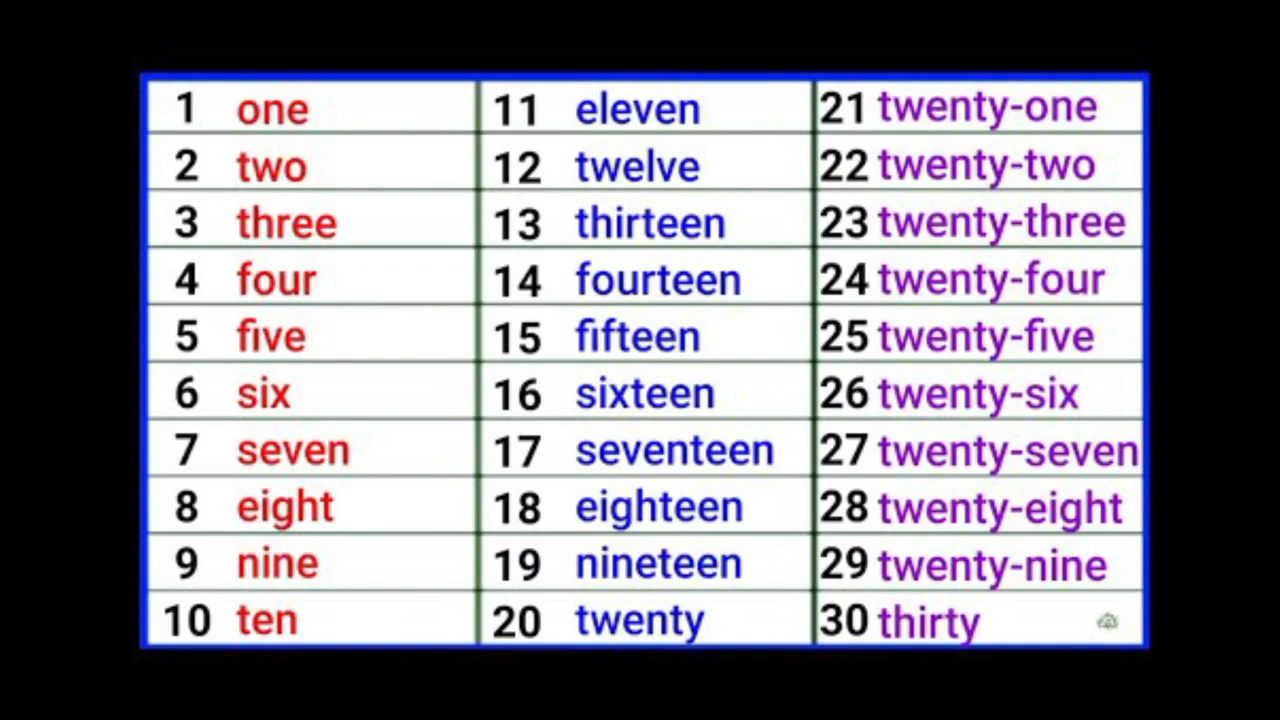 1 one 11 eleven 21 twenty-one
2 two 12 twelve 22 twenty-two
3 three 13 thirteen 23 twenty-three
4 four 14 fourteen 24 twenty-four
5 five 15 fifteen 25 twenty-five
6 six 16 sixteen 26 twenty-six
7 seven 17 seventeen 27 twenty-seven
8 eight 18 eighteen 28 twenty-eight
9 nine 19 nineteen 29 twenty-nine
10 ten 20 twenty 30 thirty